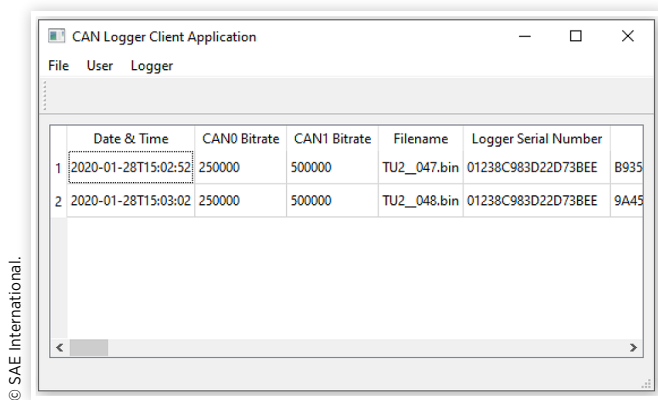 CAN Logger Client Application
File User Logger
Date & Time CAN0 Bitrate CAN1 Bitrate Filename Logger Serial Number
1 2020-01-28T15:02:52 250000 500000 TU2__047.bin 01238C983D22D73BEE B935
2 2020-01-28T15:03:02 250000 500000 TU2__048.bin 01238C983D22D73BEE 9A45
© SAE International.